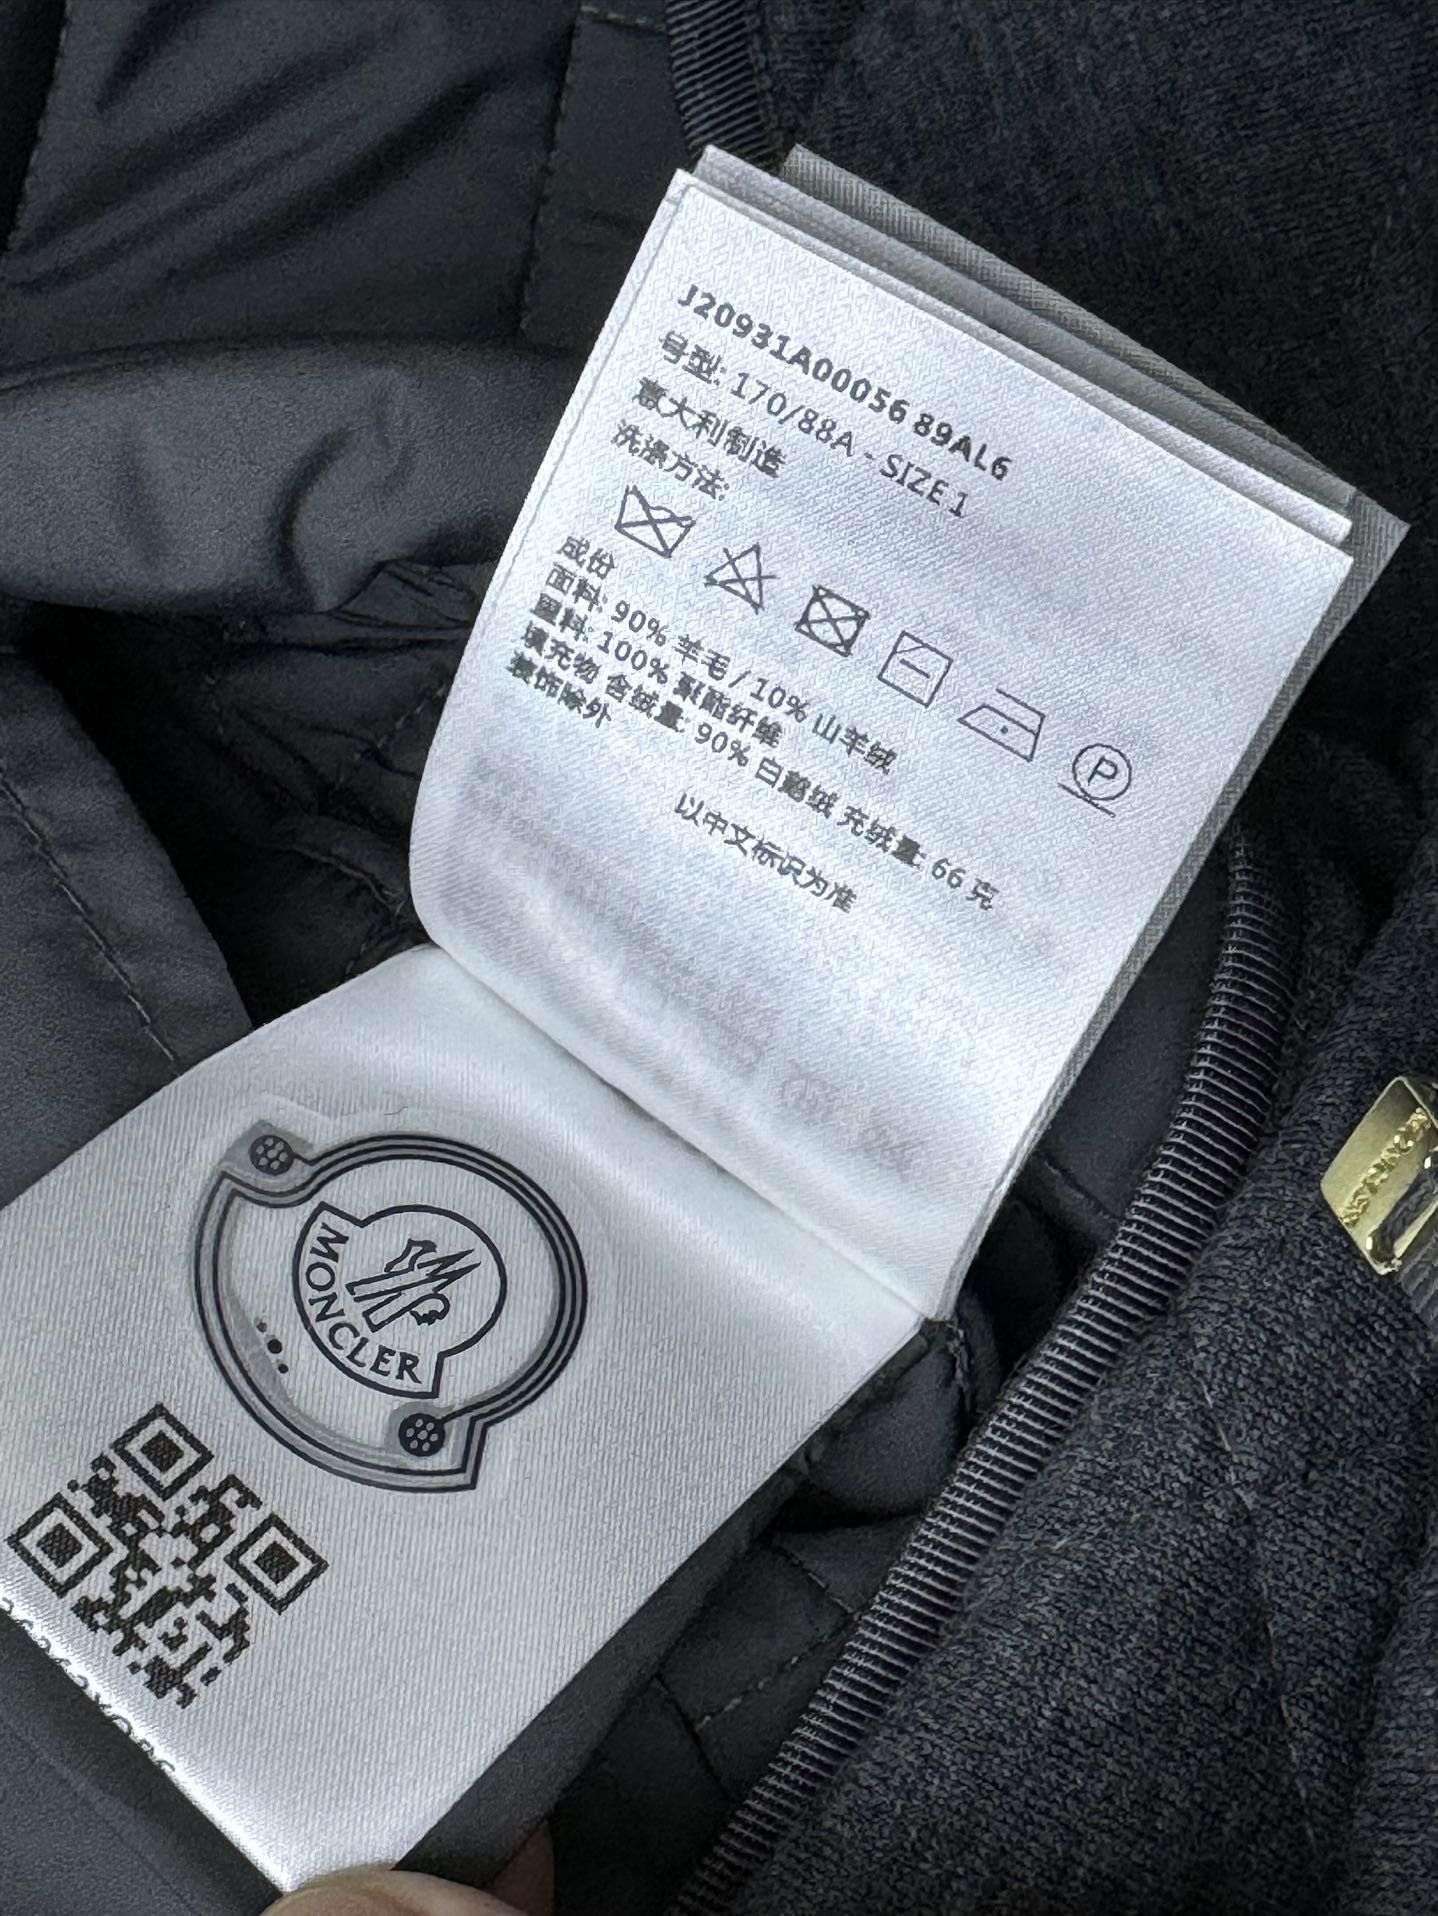 J20931A00056 89AL6
号型: 170/88A - SIZE 1
意大利制造
洗涤方法:
P
成份
面料: 90% 羊毛 / 10% 山羊绒
里料: 100% 聚酯纤维
填充物 含绒量: 90% 白鹅绒 充绒量: 66 克
装饰除外
以中文标识为准
MONCLER